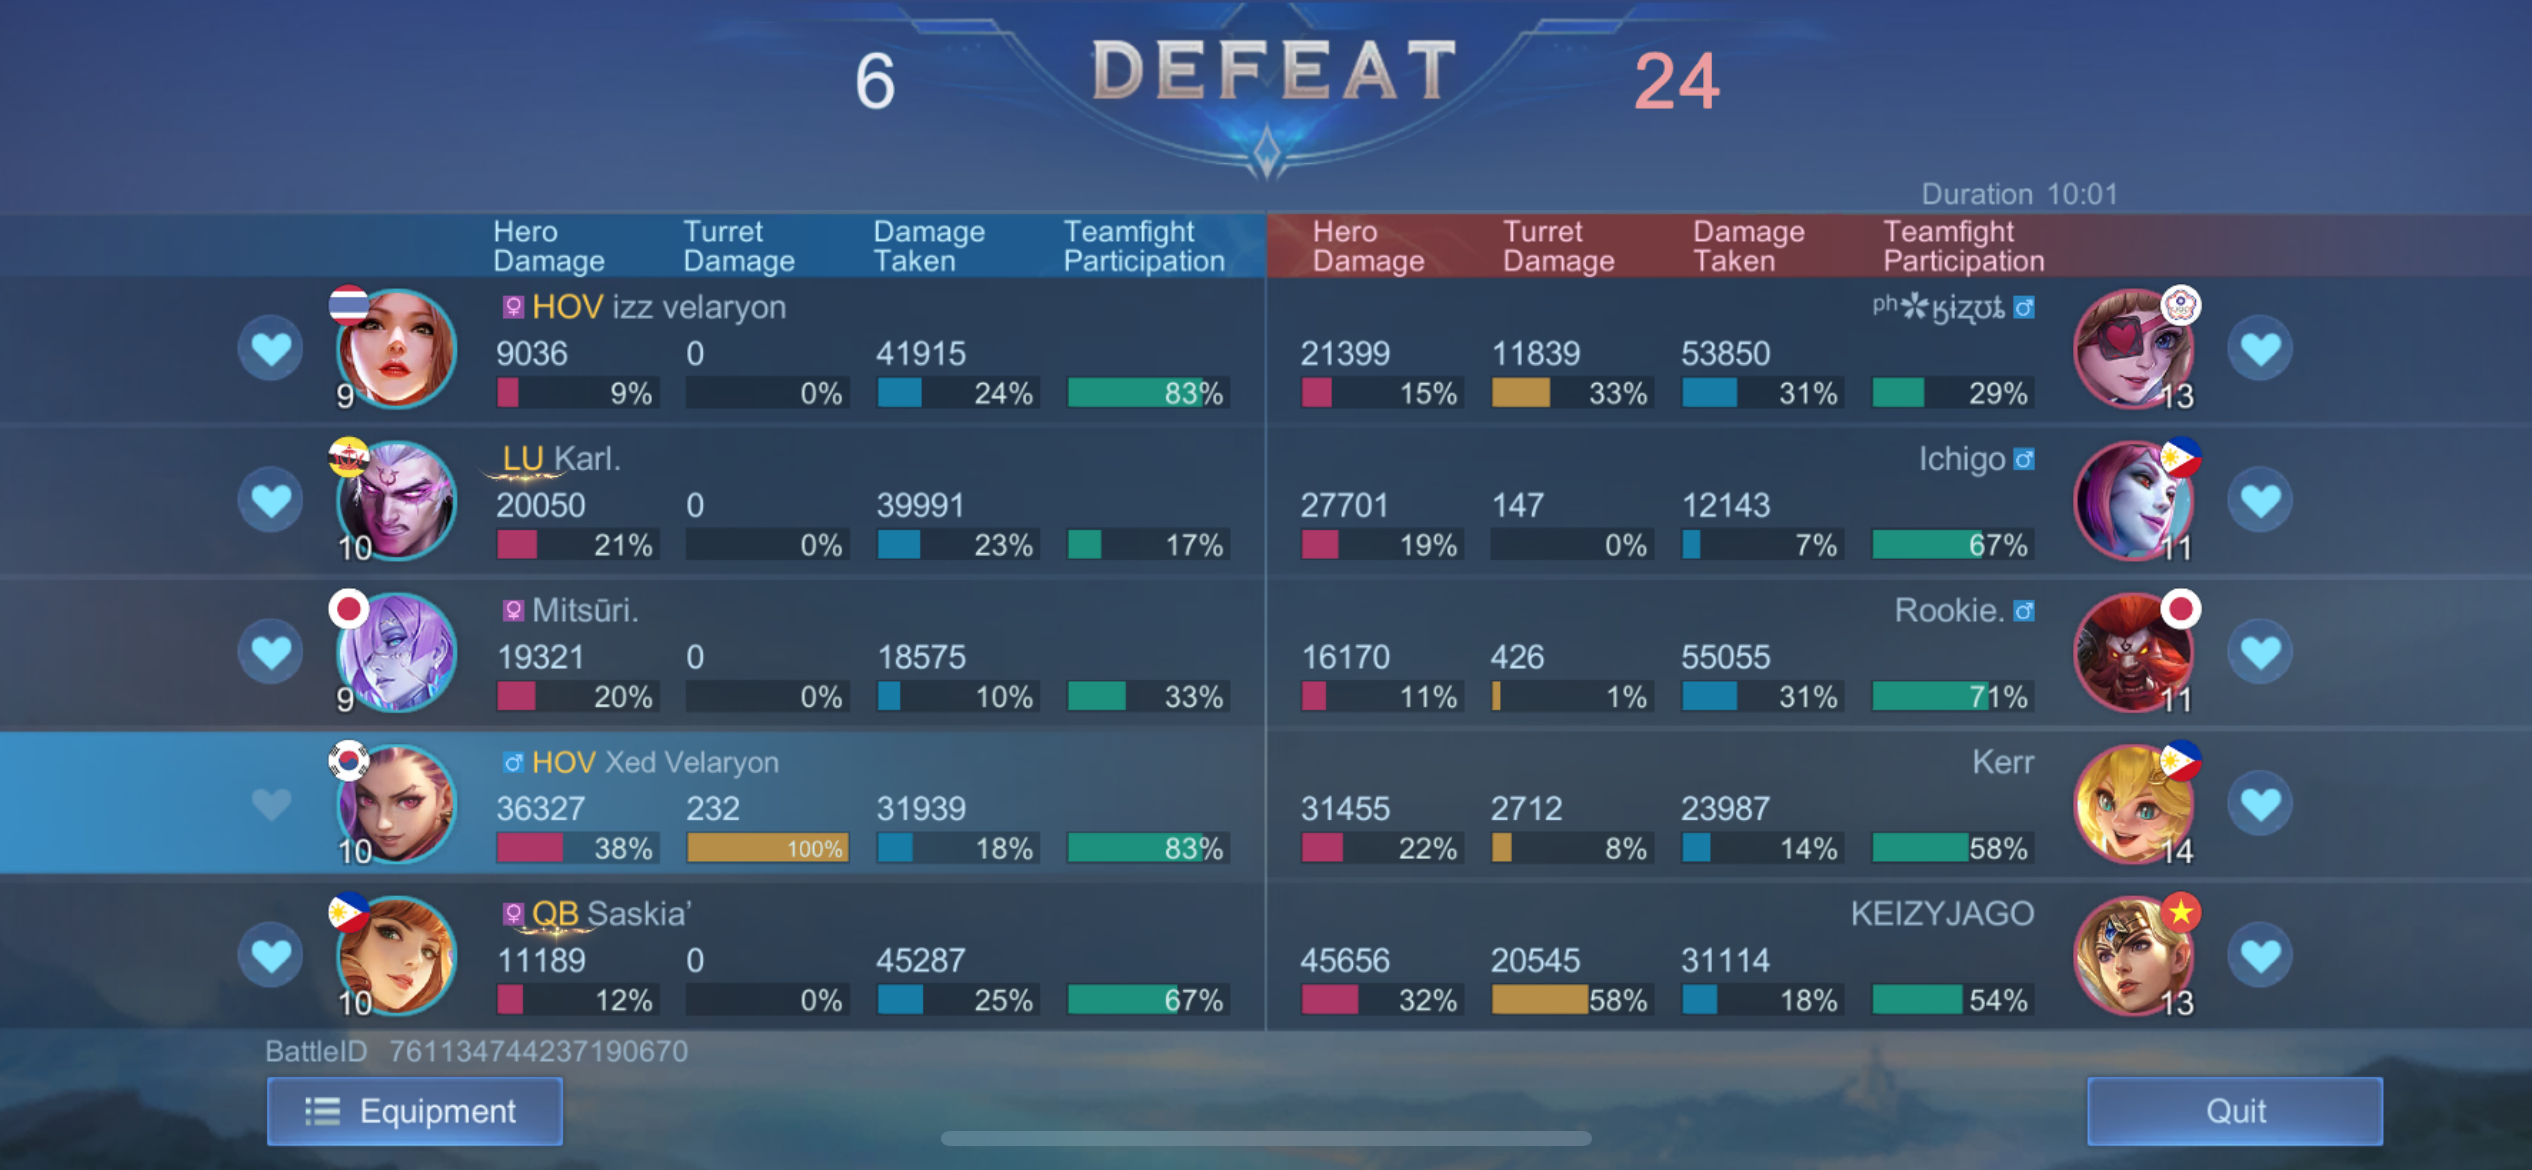 6 DEFEAT 24
Duration 10:01
Hero Damage Turret Damage Damage Taken Teamfight Participation Hero Damage Turret Damage Damage Taken Teamfight Participation
HOV izz velaryon
9 9036 0 41915
9% 0% 24% 83%
ph
21399 11839 53850
15% 33% 31% 29% 13
LU Karl.
20050 0 39991
10 21% 0% 23% 17%
Ichigo
27701 147 12143
19% 0% 7% 67% 11
Mitsūri.
19321 0 18575
9 20% 0% 10% 33%
Rookie.
16170 426 55055
11% 1% 31% 71% 11
HOV Xed Velaryon
36327 232 31939
10 38% 100% 18% 83%
Kerr
31455 2712 23987
22% 8% 14% 58% 14
QB Saskia’
11189 0 45287
10 12% 0% 25% 67%
KEIZYJAGO
45656 20545 31114
32% 58% 18% 54% 13
BattleID 761134744237190670
Equipment
Quit